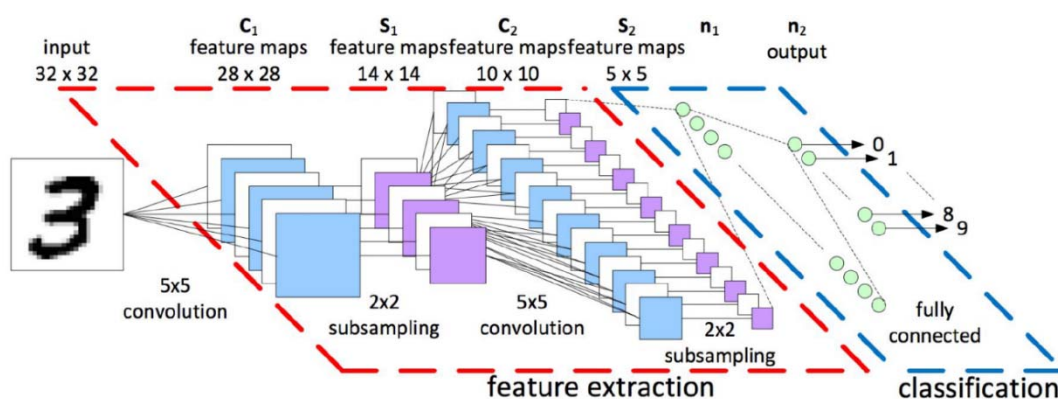 C₁ S₁ C₂ S₂ n₁ n₂
input feature maps feature maps feature maps feature maps output
32 x 32 28 x 28 14 x 14 10 x 10 5 x 5
0
1
8
9
5x5
convolution
2x2
subsampling
5x5
convolution
2x2
subsampling
fully
connected
feature extraction
classification